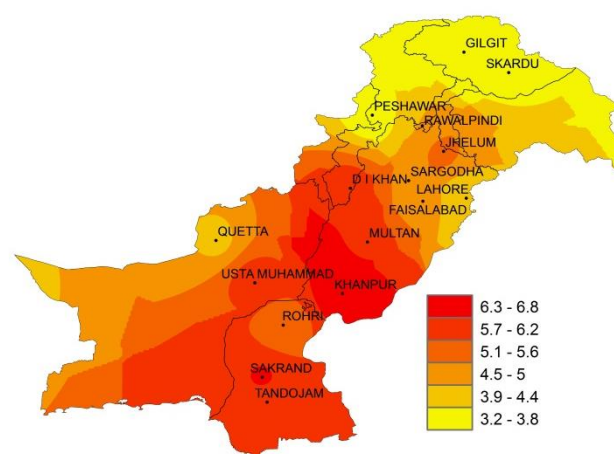 GILGIT
SKARDU
PESHAWAR
RAWALPINDI
JHELUM
D I KHAN
SARGODHA
LAHORE
FAISALABAD
QUETTA
MULTAN
USTA MUHAMMAD
KHANPUR
ROHRI
SAKRAND
TANDOJAM
6.3 - 6.8
5.7 - 6.2
5.1 - 5.6
4.5 - 5
3.9 - 4.4
3.2 - 3.8